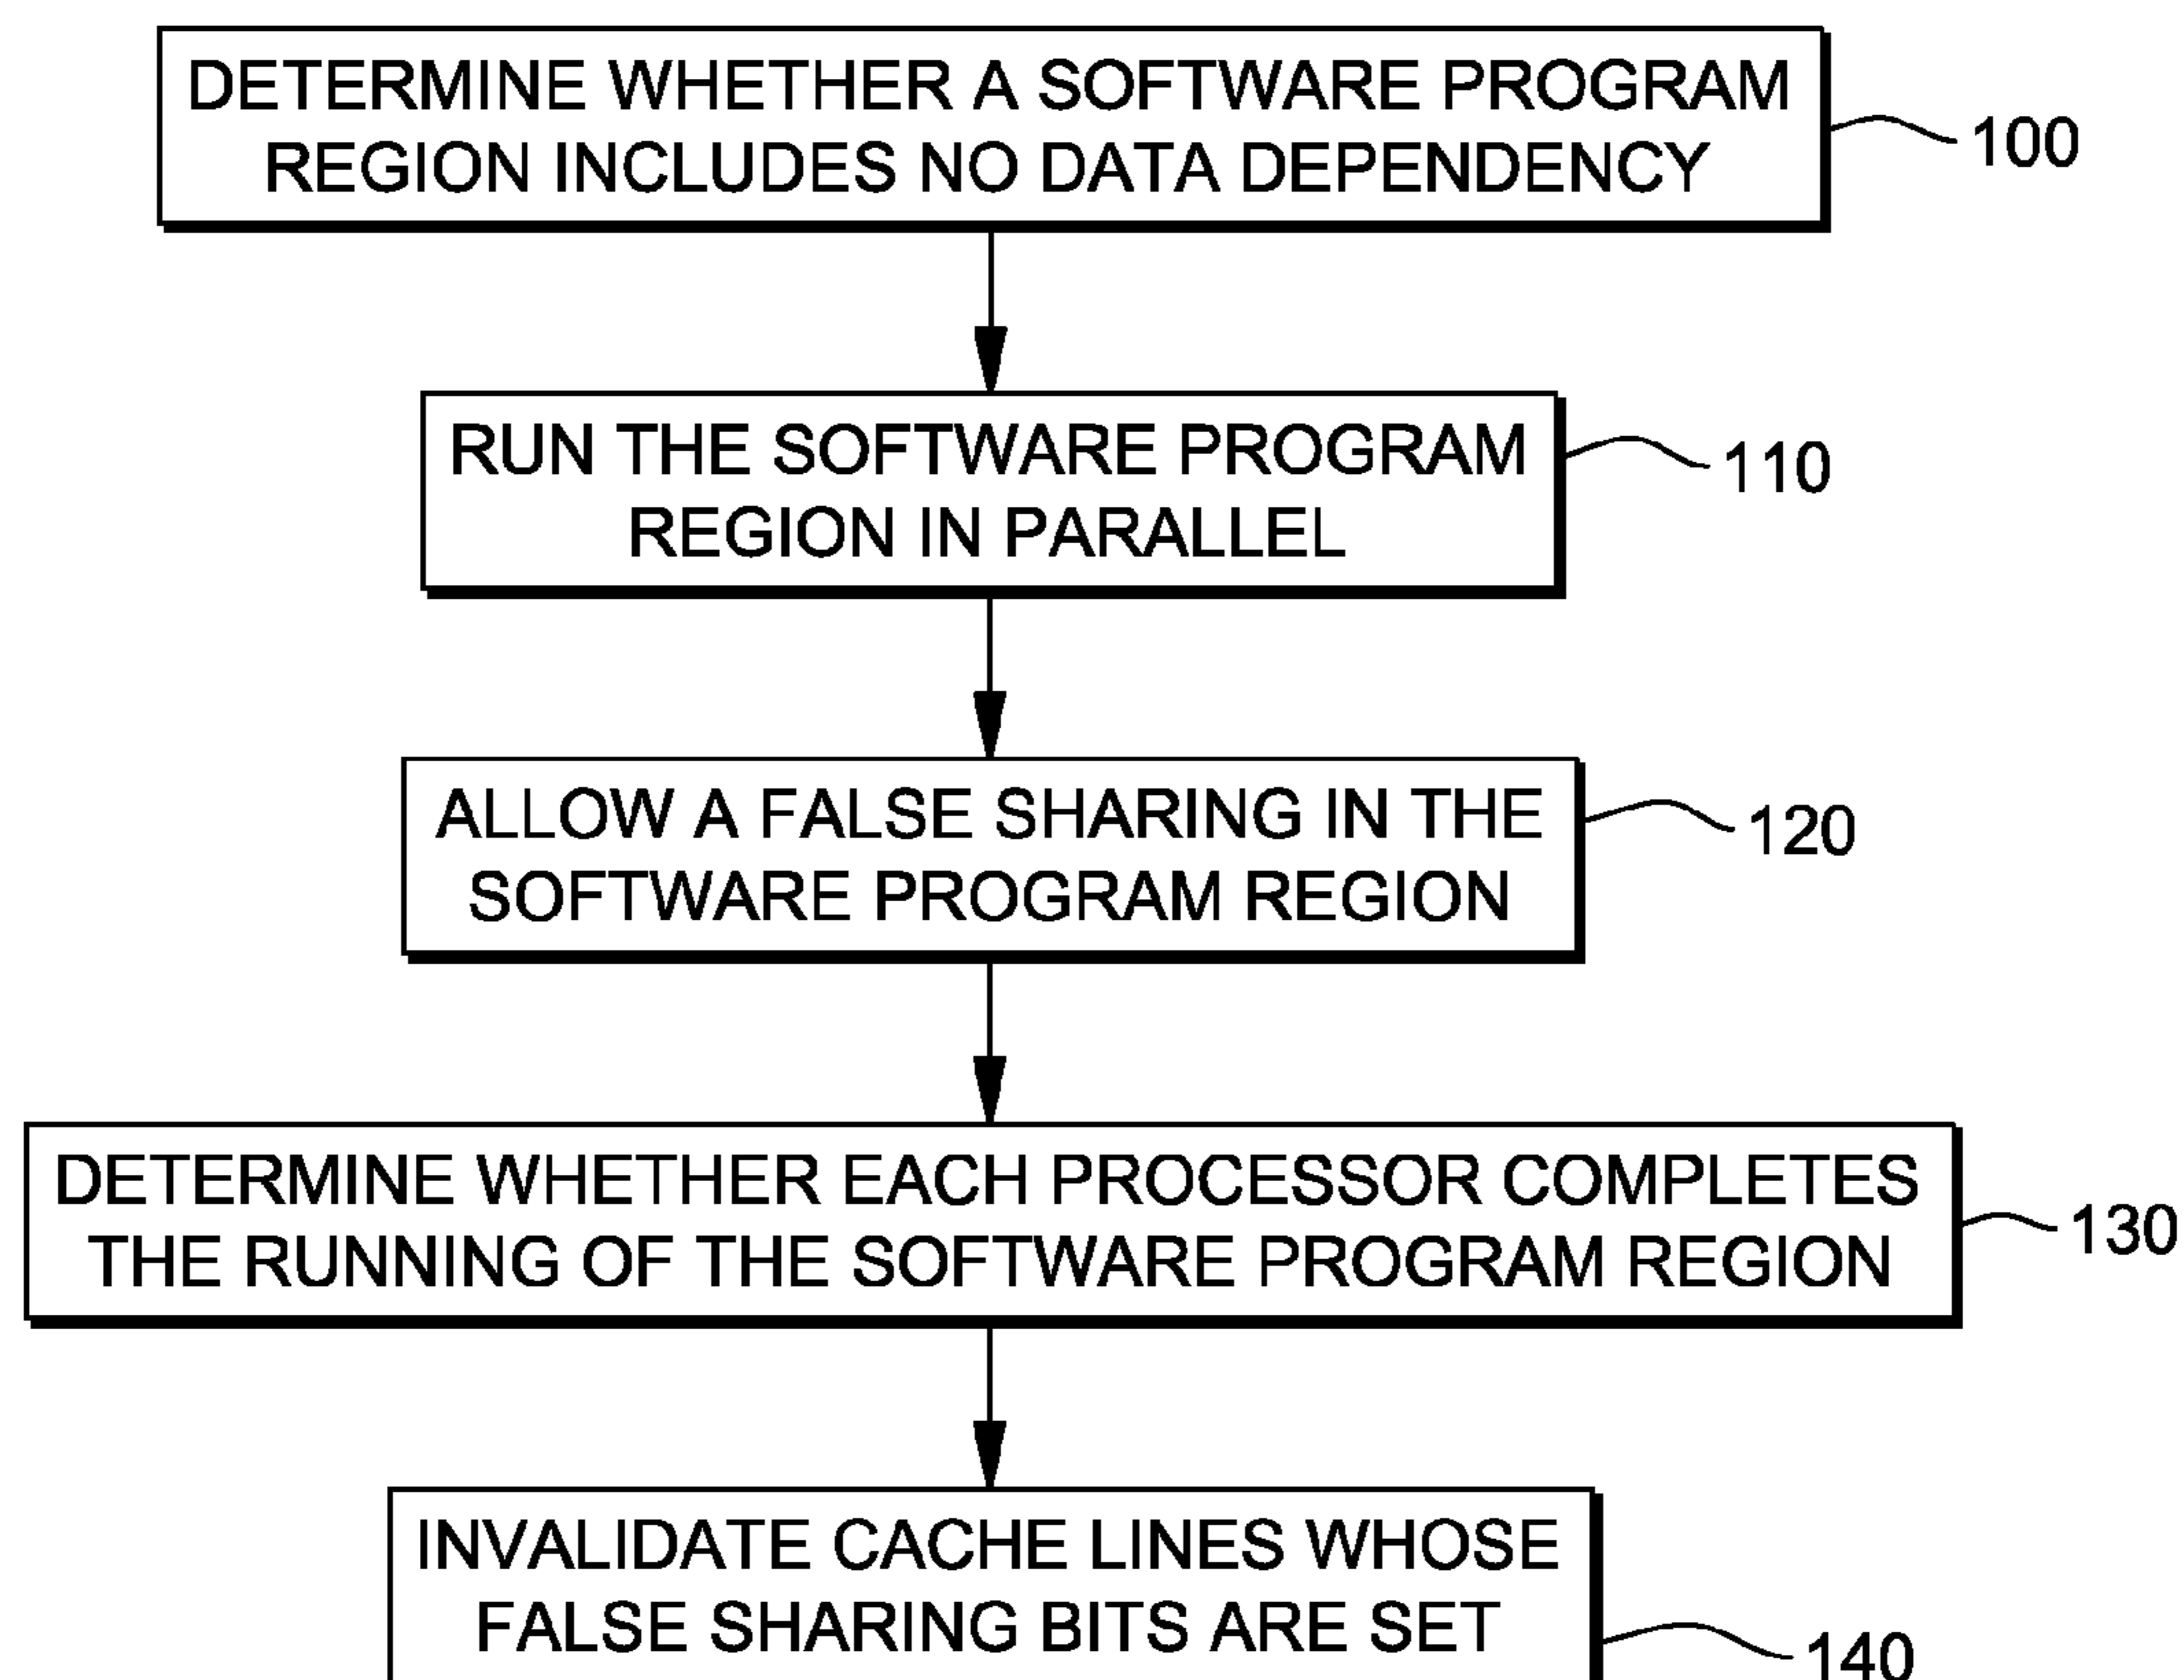 DETERMINE WHETHER A SOFTWARE PROGRAM
REGION INCLUDES NO DATA DEPENDENCY
100
RUN THE SOFTWARE PROGRAM
REGION IN PARALLEL
110
ALLOW A FALSE SHARING IN THE
SOFTWARE PROGRAM REGION
120
DETERMINE WHETHER EACH PROCESSOR COMPLETES
THE RUNNING OF THE SOFTWARE PROGRAM REGION
130
INVALIDATE CACHE LINES WHOSE
FALSE SHARING BITS ARE SET
140